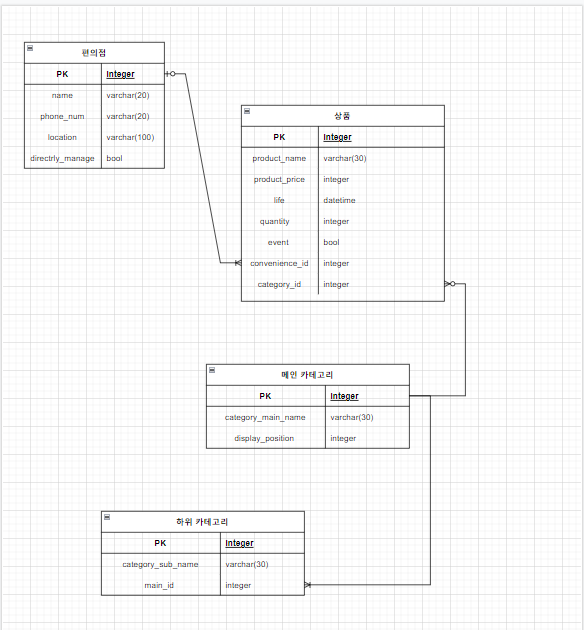 편의점
PK Integer
name varchar(20)
phone_num varchar(20)
location varchar(100)
directrly_manage bool
상품
PK Integer
product_name varchar(30)
product_price integer
life datetime
quantity integer
event bool
convenience_id integer
category_id integer
메인 카테고리
PK Integer
category_main_name varchar(30)
display_position integer
하위 카테고리
PK Integer
category_sub_name varchar(30)
main_id integer